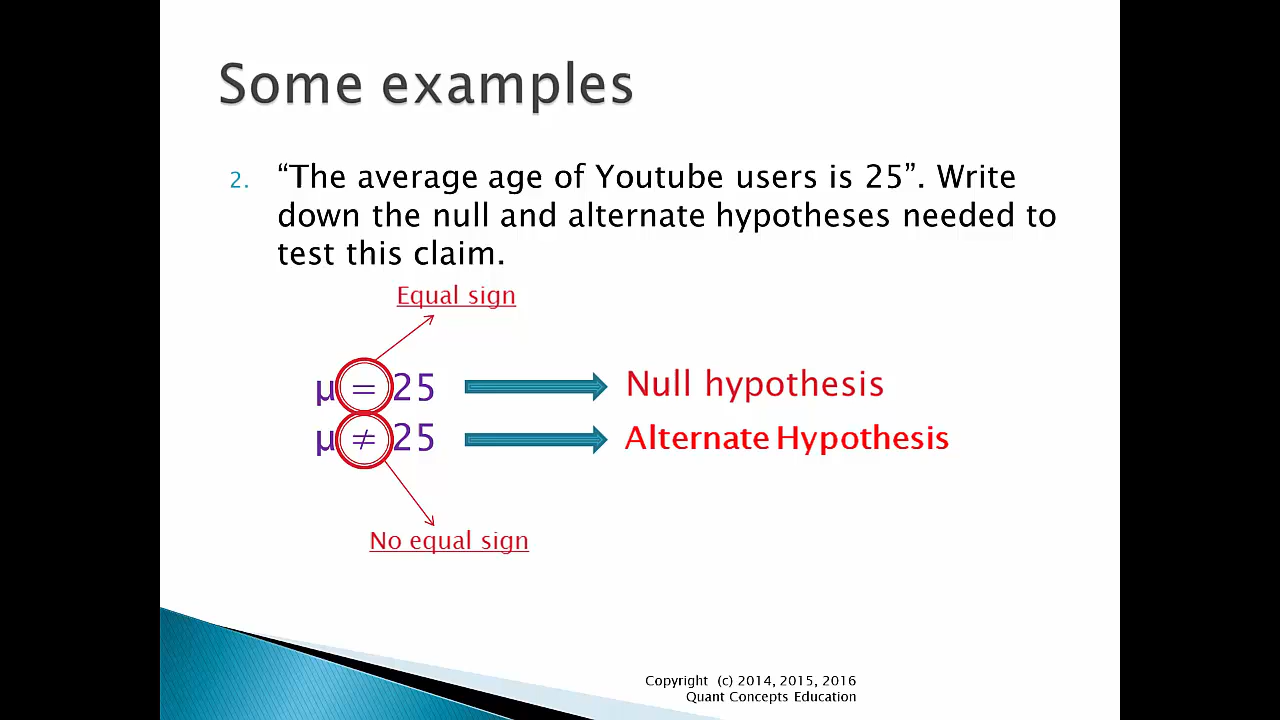 Some examples
2. “The average age of Youtube users is 25”. Write
down the null and alternate hypotheses needed to
test this claim.
Equal sign
μ = 25 Null hypothesis
μ ≠ 25 Alternate Hypothesis
No equal sign
Copyright (c) 2014, 2015, 2016
Quant Concepts Education